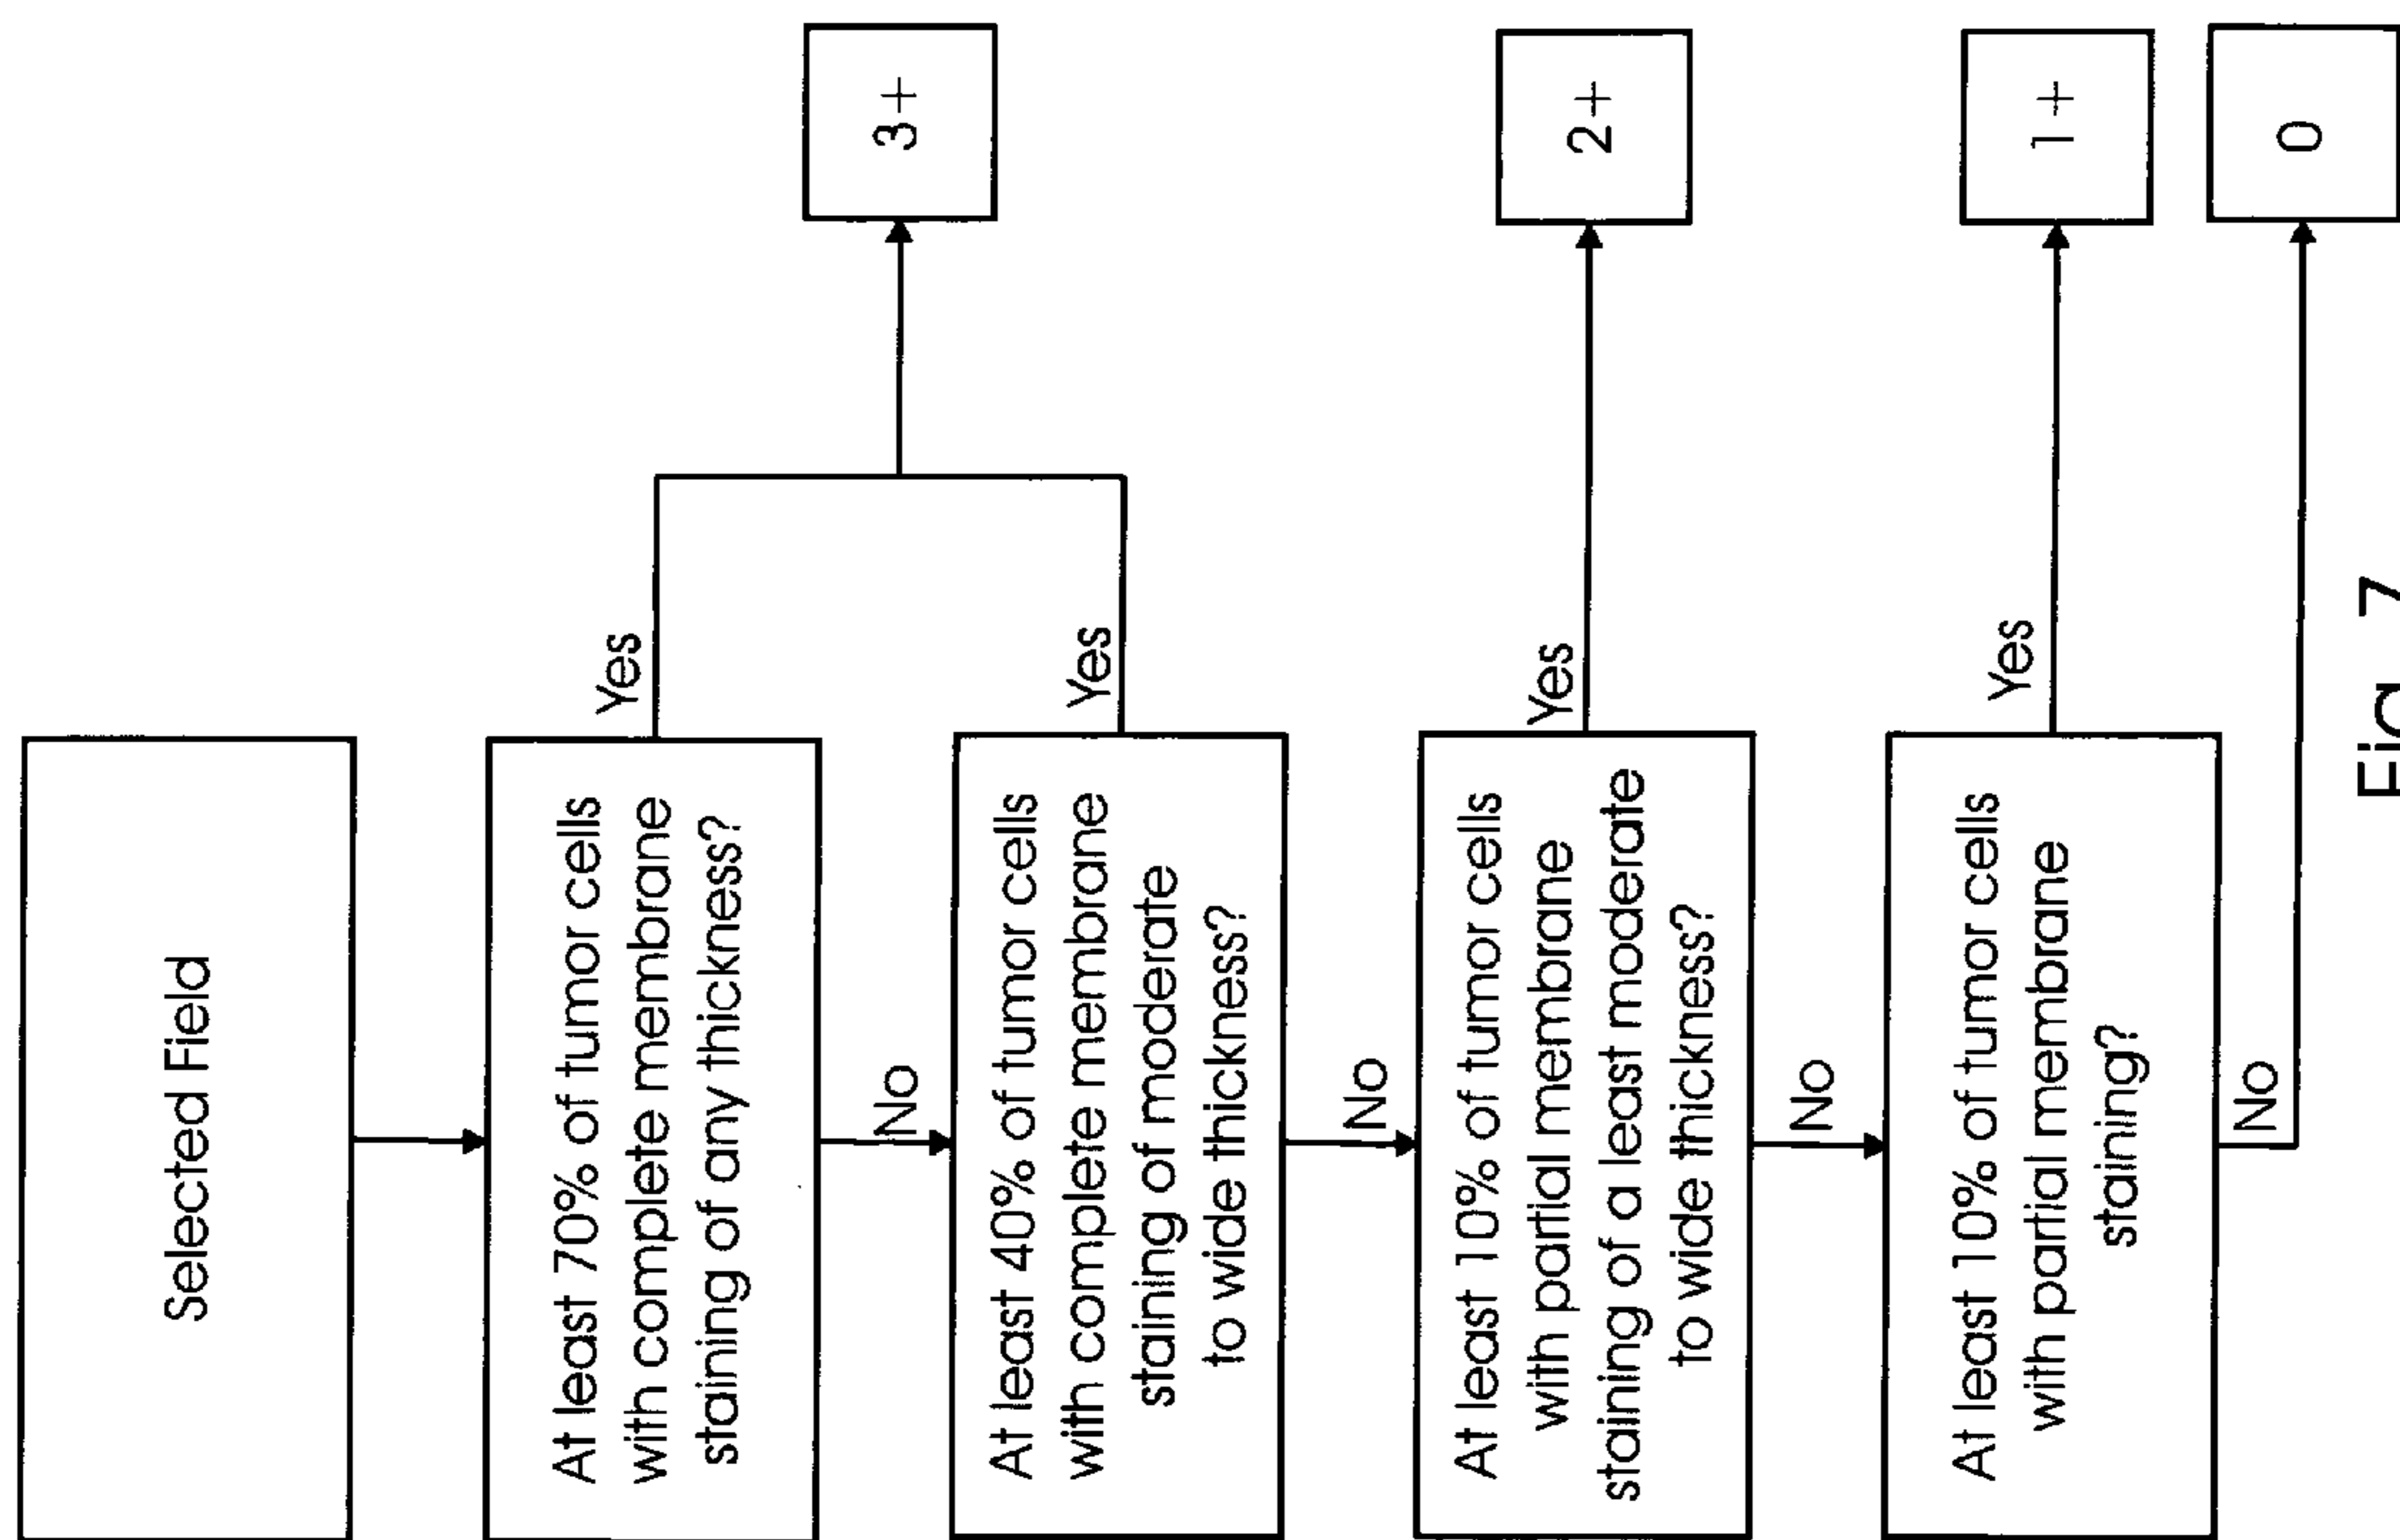 Selected Field
At least 70% of tumor cells
with complete membrane
staining of any thickness?
Yes
No
3+
At least 40% of tumor cells
with complete membrane
staining of moderate
to wide thickness?
Yes
No
At least 10% of tumor cells
with partial membrane
staining of a least moderate
to wide thickness?
Yes
2+
No
At least 10% of tumor cells
with partial membrane
staining?
Yes
1+
No
0
Fig. 7